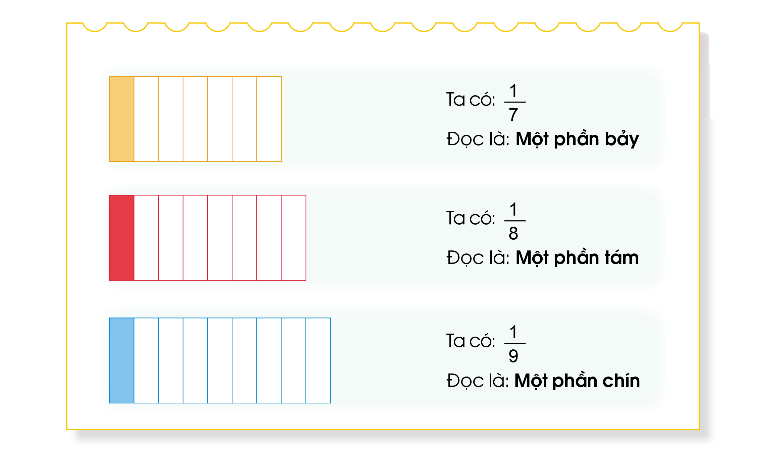 Ta có: 1/7
Đọc là: Một phần bảy
Ta có: 1/8
Đọc là: Một phần tám
Ta có: 1/9
Đọc là: Một phần chín